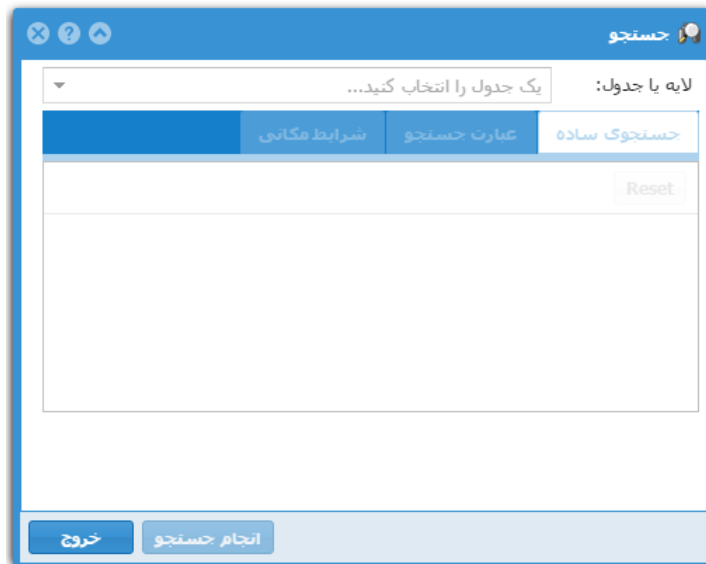 جستجو
لایه یا جدول: یک جدول را انتخاب کنید...
جستجوی ساده عبارت جستجو شرایط مکانی
Reset
انجام جستجو خروج